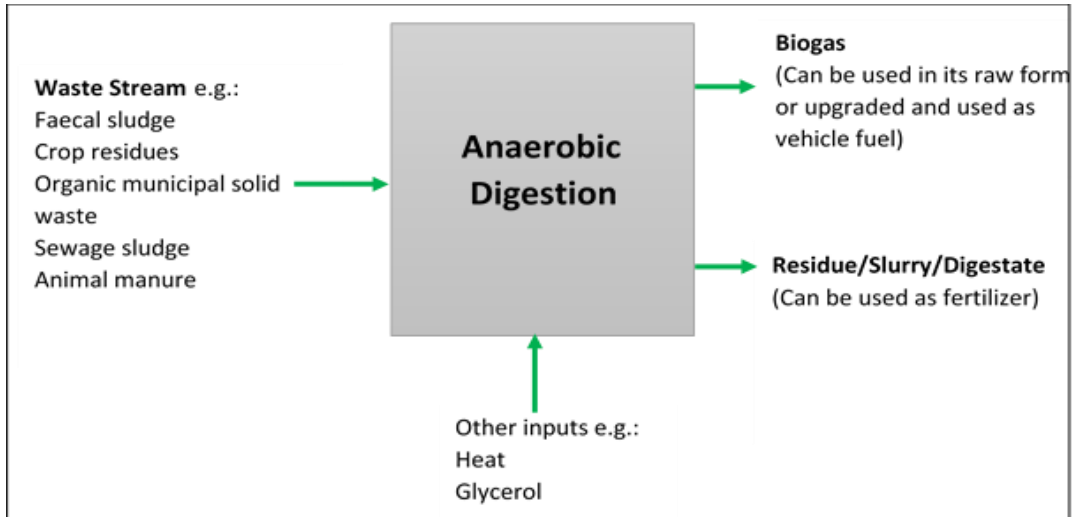 Waste Stream e.g.:
Faecal sludge
Crop residues
Organic municipal solid
waste
Sewage sludge
Animal manure
Anaerobic
Digestion
Biogas
(Can be used in its raw form
or upgraded and used as
vehicle fuel)
Residue/Slurry/Digestate
(Can be used as fertilizer)
Other inputs e.g.:
Heat
Glycerol